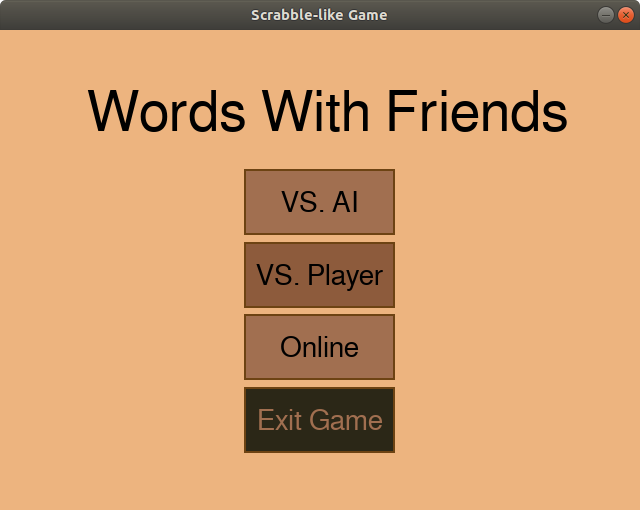 Scrabble-like Game
Words With Friends
VS. AI
VS. Player
Online
Exit Game